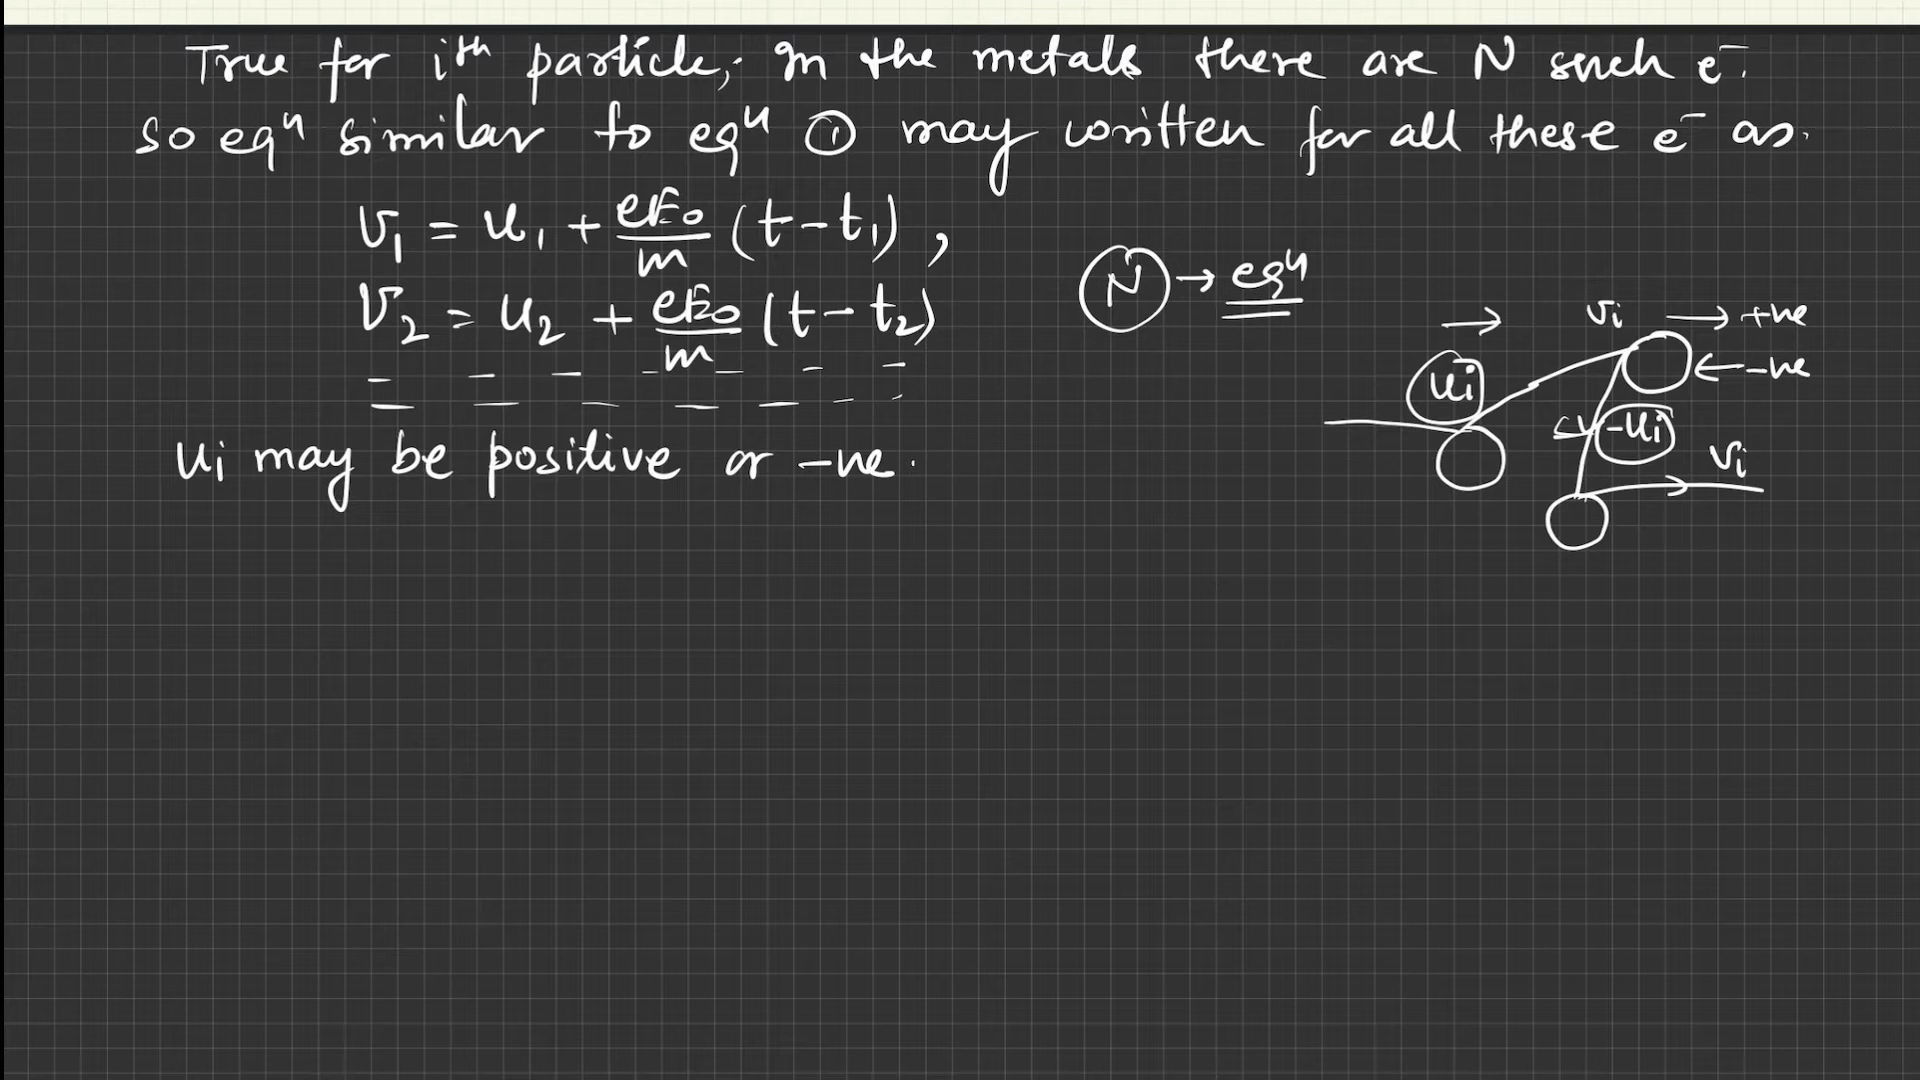 True for ith particle, In the metals there are N such e⁻.
so eqn similar to eqn ① may written for all these e⁻ as.
v₁ = u₁ + eE₀/m (t - t₁) ,
v₂ = u₂ + eE₀/m (t - t₂)
N → eqn
ui may be positive or -ve.
vi → +ve
← -ve
ui
-ui
vi